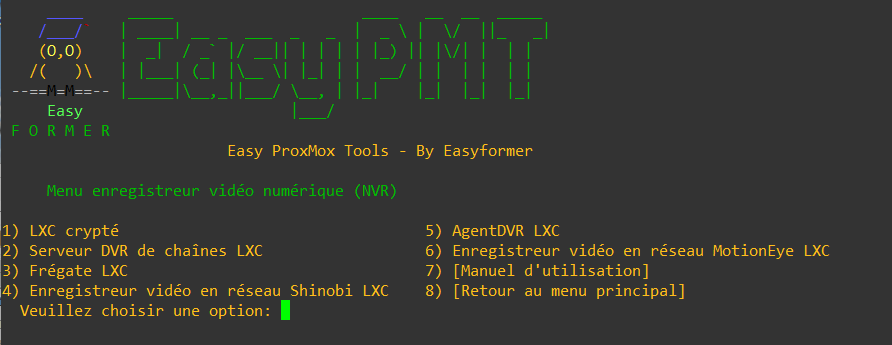 EasyPMT
Easy
F O R M E R
Easy ProxMox Tools - By Easyformer
Menu enregistreur vidéo numérique (NVR)
1) LXC crypté
2) Serveur DVR de chaînes LXC
3) Frégate LXC
4) Enregistreur vidéo en réseau Shinobi LXC
5) AgentDVR LXC
6) Enregistreur vidéo en réseau MotionEye LXC
7) [Manuel d'utilisation]
8) [Retour au menu principal]
Veuillez choisir une option: